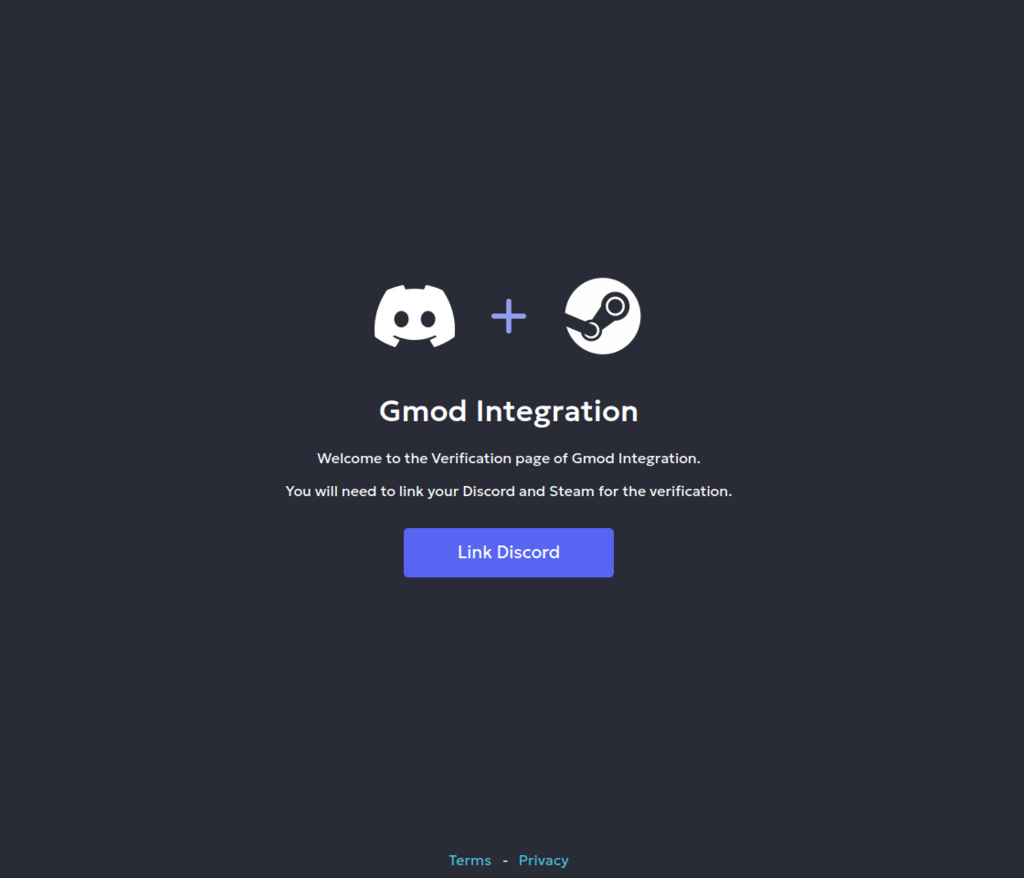 Gmod Integration
Welcome to the Verification page of Gmod Integration.
You will need to link your Discord and Steam for the verification.
Link Discord
Terms - Privacy